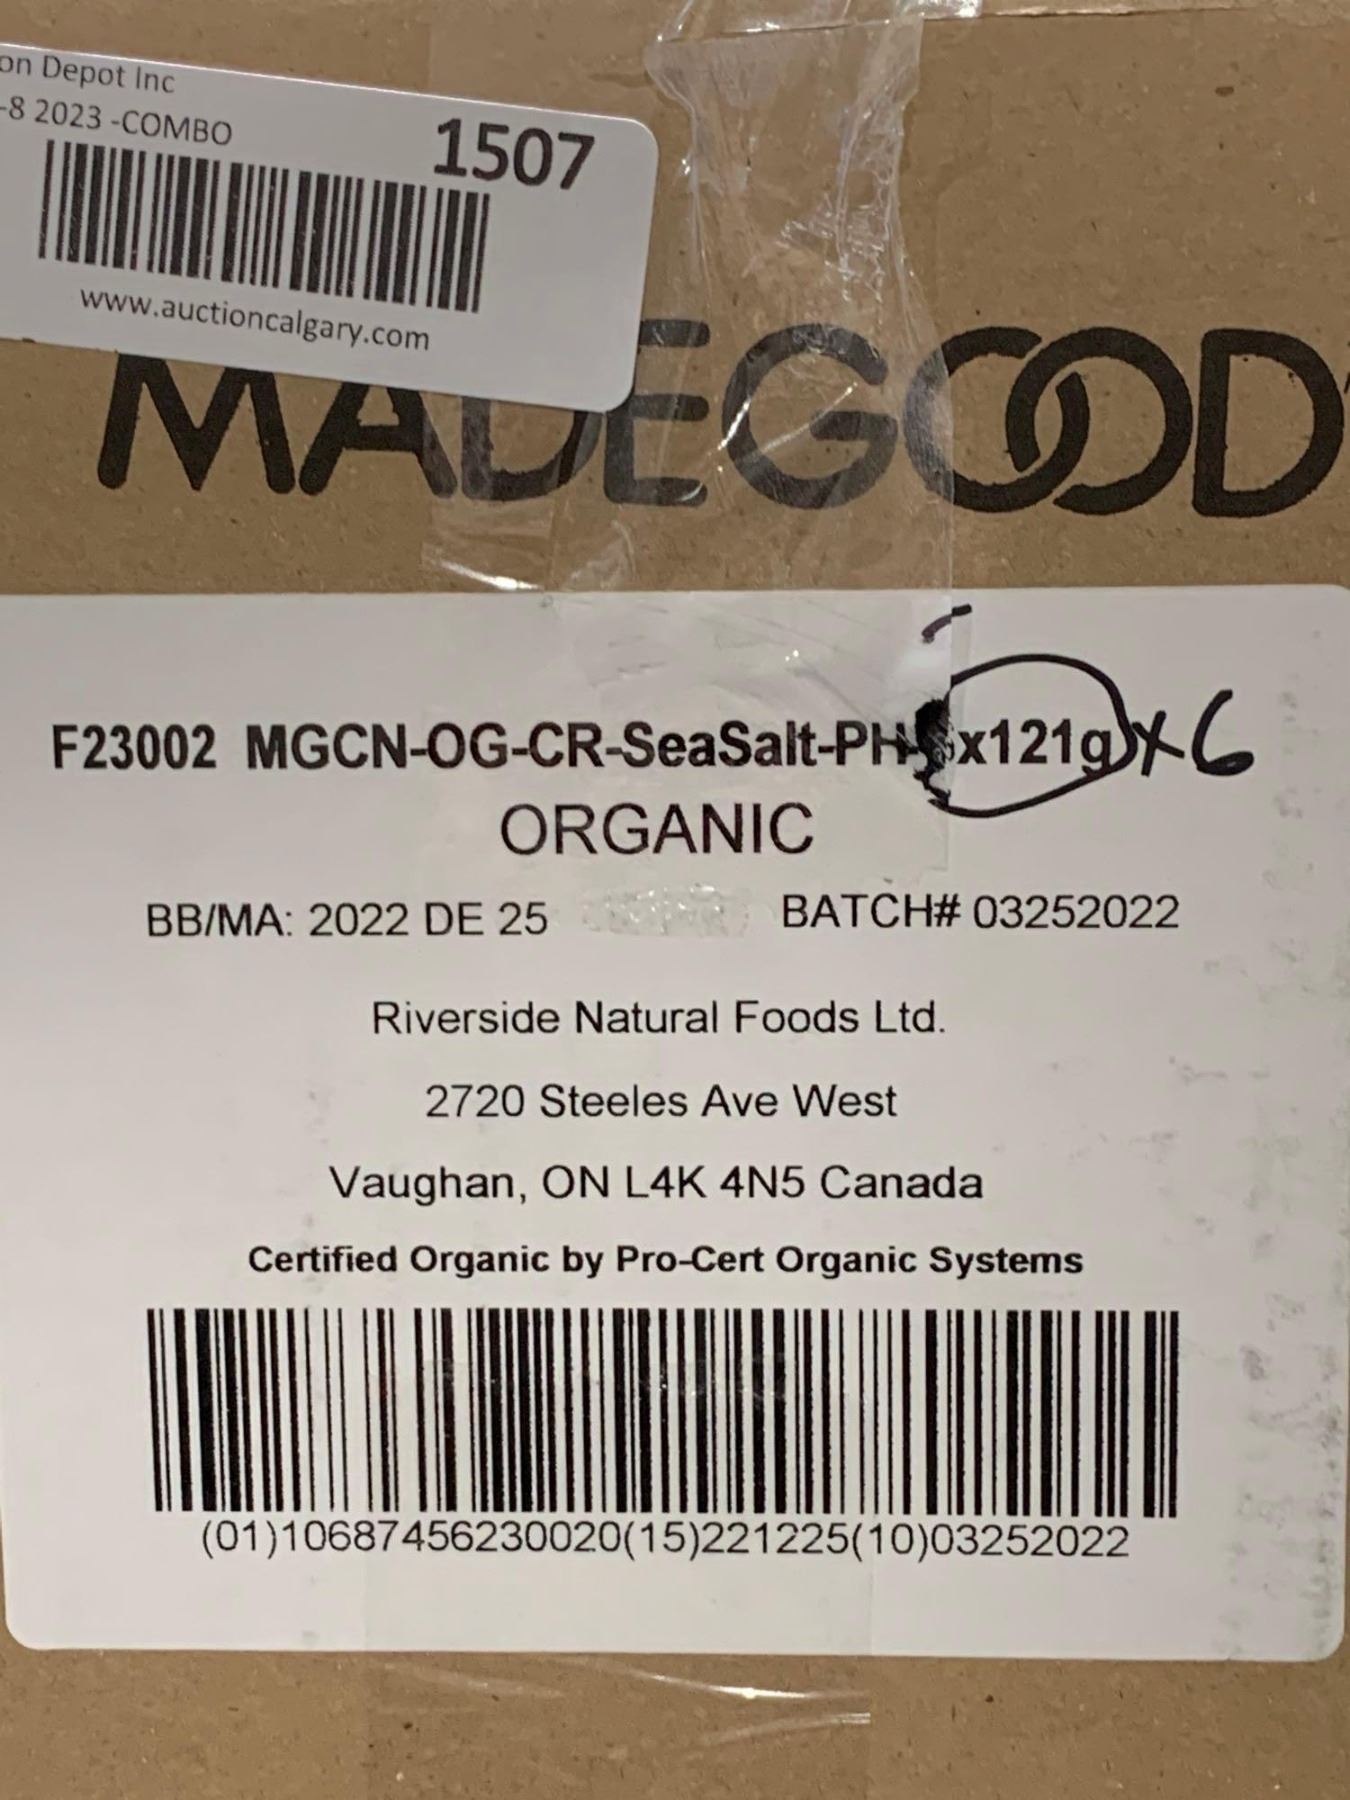 on Depot Inc
-8 2023 -COMBO
1507
www.auctioncalgary.com
MADEGOOD
F23002 MGCN-OG-CR-SeaSalt-PH- x121g x 6
ORGANIC
BB/MA: 2022 DE 25 BATCH# 03252022
Riverside Natural Foods Ltd.
2720 Steeles Ave West
Vaughan, ON L4K 4N5 Canada
Certified Organic by Pro-Cert Organic Systems
(01)10687456230020(15)221225(10)03252022